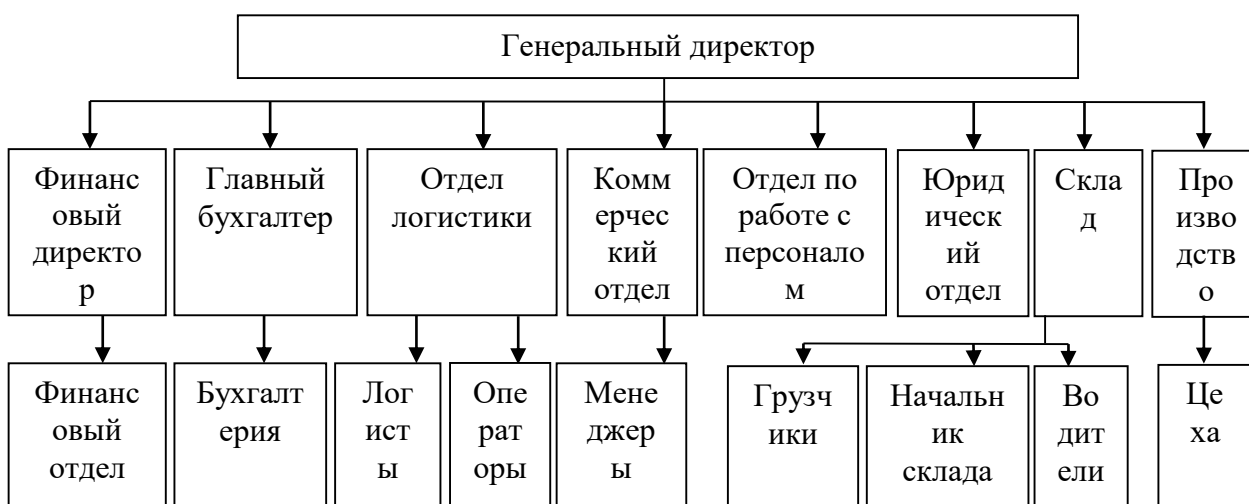 Генеральный директор
Финанс
овый
директо
р
Главный
бухгалтер
Отдел
логистики
Комм
ерчес
кий
отдел
Отдел по
работе с
персонало
м
Юрид
ическ
ий
отдел
Скла
д
Про
изво
дств
о
Финанс
овый
отдел
Бухгалт
ерия
Лог
ист
ы
Опе
рат
оры
Мене
джер
ы
Грузч
ики
Начальн
ик
склада
Во
дит
ели
Це
ха